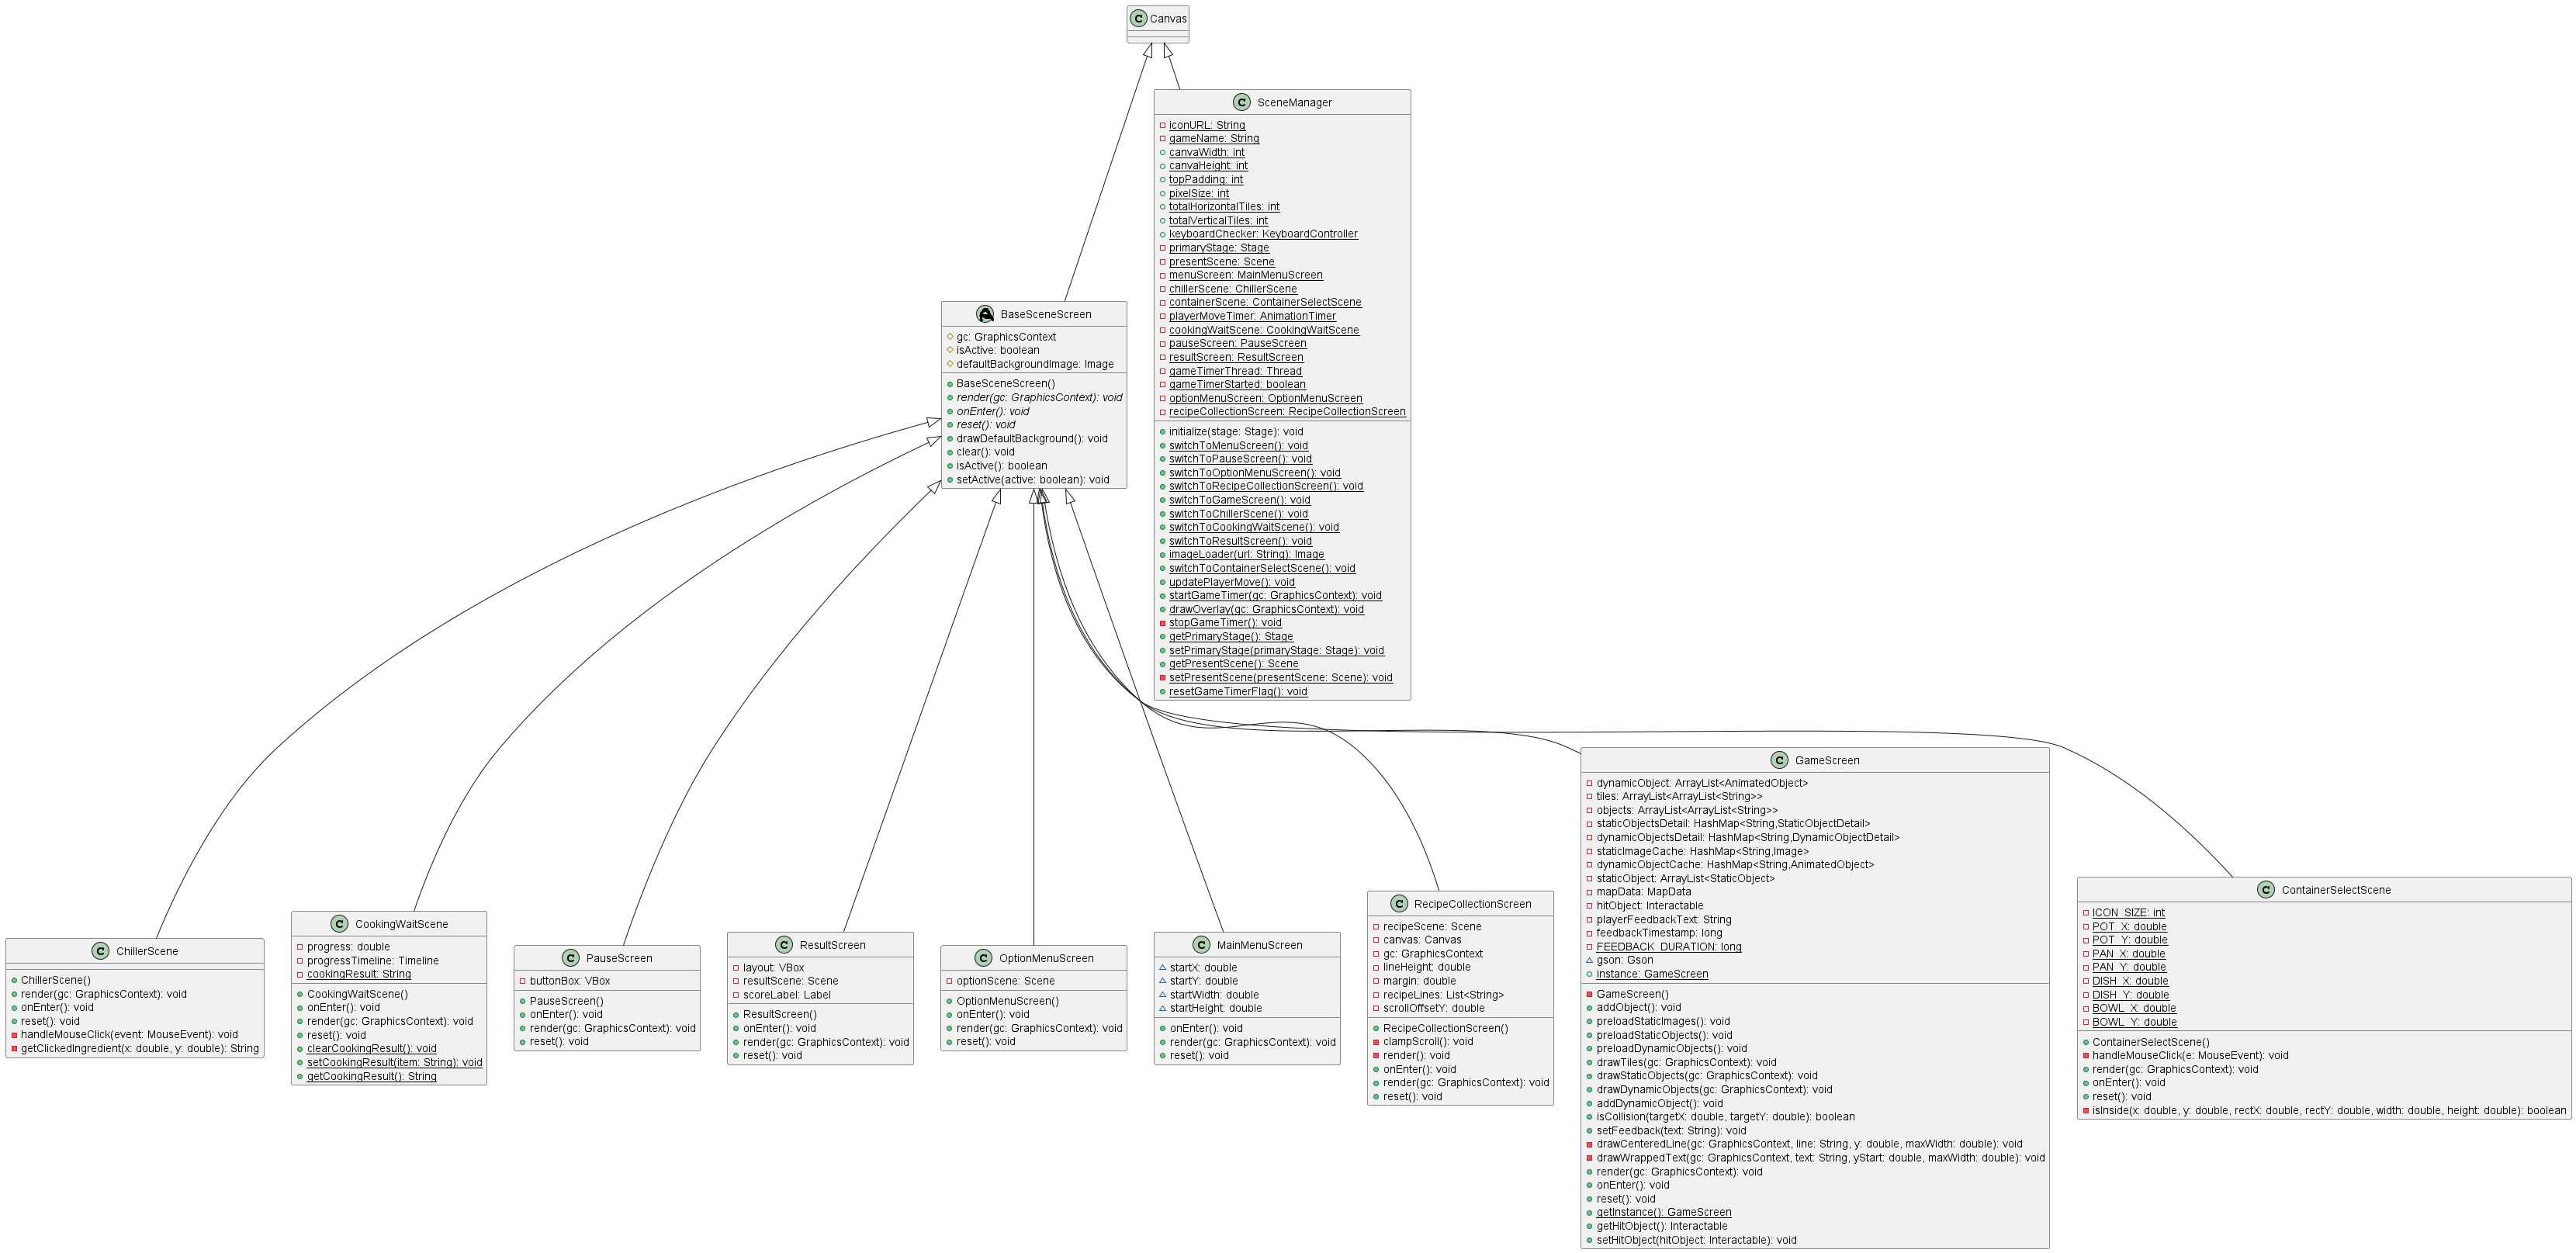 Canvas
SceneManager
iconURL: String
gameName: String
canvaWidth: int
canvaHeight: int
topPadding: int
pixelSize: int
totalHorizontalTiles: int
totalVerticalTiles: int
keyboardChecker: KeyboardController
primaryStage: Stage
presentScene: Scene
menuScreen: MainMenuScreen
chillerScene: ChillerScene
containerScene: ContainerSelectScene
playerMoveTimer: AnimationTimer
cookingWaitScene: CookingWaitScene
pauseScreen: PauseScreen
resultScreen: ResultScreen
gameTimerThread: Thread
gameTimerStarted: boolean
optionMenuScreen: OptionMenuScreen
recipeCollectionScreen: RecipeCollectionScreen
initialize(stage: Stage): void
switchToMenuScreen(): void
switchToPauseScreen(): void
switchToOptionMenuScreen(): void
switchToRecipeCollectionScreen(): void
switchToGameScreen(): void
switchToChillerScene(): void
switchToCookingWaitScene(): void
switchToResultScreen(): void
imageLoader(url: String): Image
switchToContainerSelectScene(): void
updatePlayerMove(): void
startGameTimer(gc: GraphicsContext): void
drawOverlay(gc: GraphicsContext): void
stopGameTimer(): void
getPrimaryStage(): Stage
setPrimaryStage(primaryStage: Stage): void
getPresentScene(): Scene
setPresentScene(presentScene: Scene): void
resetGameTimerFlag(): void
BaseSceneScreen
gc: GraphicsContext
isActive: boolean
defaultBackgroundImage: Image
BaseSceneScreen()
render(gc: GraphicsContext): void
onEnter(): void
reset(): void
drawDefaultBackground(): void
clear(): void
isActive(): boolean
setActive(active: boolean): void
ChillerScene
ChillerScene()
render(gc: GraphicsContext): void
onEnter(): void
reset(): void
handleMouseClick(event: MouseEvent): void
getClickedIngredient(x: double, y: double): String
CookingWaitScene
progress: double
progressTimeline: Timeline
cookingResult: String
CookingWaitScene()
onEnter(): void
render(gc: GraphicsContext): void
reset(): void
clearCookingResult(): void
setCookingResult(item: String): void
getCookingResult(): String
PauseScreen
buttonBox: VBox
PauseScreen()
onEnter(): void
render(gc: GraphicsContext): void
reset(): void
ResultScreen
layout: VBox
resultScene: Scene
scoreLabel: Label
ResultScreen()
onEnter(): void
render(gc: GraphicsContext): void
reset(): void
OptionMenuScreen
optionScene: Scene
OptionMenuScreen()
onEnter(): void
render(gc: GraphicsContext): void
reset(): void
MainMenuScreen
startX: double
startY: double
startWidth: double
startHeight: double
onEnter(): void
render(gc: GraphicsContext): void
reset(): void
RecipeCollectionScreen
recipeScene: Scene
canvas: Canvas
gc: GraphicsContext
lineHeight: double
margin: double
recipeLines: List<String>
scrollOffsetY: double
RecipeCollectionScreen()
clampScroll(): void
render(): void
onEnter(): void
render(gc: GraphicsContext): void
reset(): void
GameScreen
dynamicObject: ArrayList<AnimatedObject>
tiles: ArrayList<ArrayList<String>>
objects: ArrayList<ArrayList<String>>
staticObjectsDetail: HashMap<String,StaticObjectDetail>
dynamicObjectsDetail: HashMap<String,DynamicObjectDetail>
staticImageCache: HashMap<String,Image>
dynamicObjectCache: HashMap<String,AnimatedObject>
staticObject: ArrayList<StaticObject>
mapData: MapData
hitObject: Interactable
playerFeedbackText: String
feedbackTimestamp: long
FEEDBACK_DURATION: long
gson: Gson
instance: GameScreen
GameScreen()
addObject(): void
preloadStaticImages(): void
preloadStaticObjects(): void
preloadDynamicObjects(): void
drawTiles(gc: GraphicsContext): void
drawStaticObjects(gc: GraphicsContext): void
drawDynamicObjects(gc: GraphicsContext): void
addDynamicObject(): void
isCollision(targetX: double, targetY: double): boolean
setFeedback(text: String): void
drawCenteredLine(gc: GraphicsContext, line: String, y: double, maxWidth: double): void
drawWrappedText(gc: GraphicsContext, text: String, yStart: double, maxWidth: double): void
render(gc: GraphicsContext): void
onEnter(): void
reset(): void
getInstance(): GameScreen
getHitObject(): Interactable
setHitObject(hitObject: Interactable): void
ContainerSelectScene
ICON_SIZE: int
POT_X: double
POT_Y: double
PAN_X: double
PAN_Y: double
DISH_X: double
DISH_Y: double
BOWL_X: double
BOWL_Y: double
ContainerSelectScene()
handleMouseClick(e: MouseEvent): void
render(gc: GraphicsContext): void
onEnter(): void
reset(): void
isInside(x: double, y: double, rectX: double, rectY: double, width: double, height: double): boolean